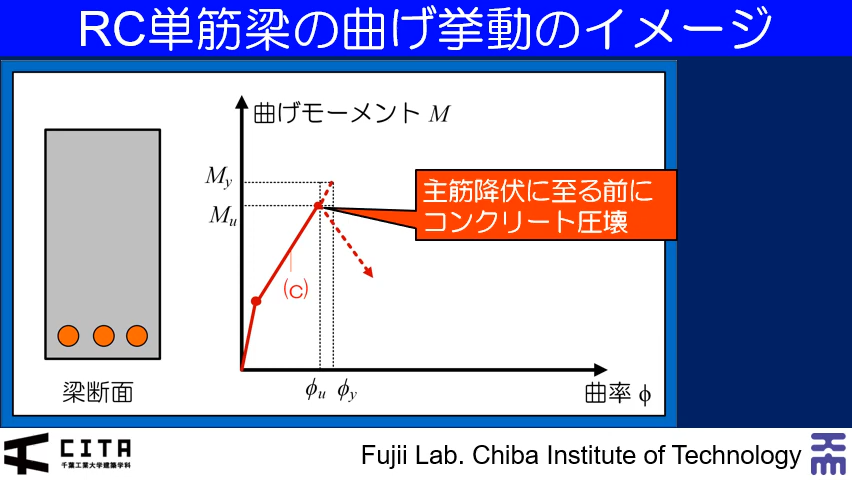 RC単筋梁の曲げ挙動のイメージ
曲げモーメント M
My
Mu
主筋降伏に至る前に
コンクリート圧壊
(C)
梁断面
ϕu ϕy
曲率 ϕ
CITA
千葉工業大学建築学科
Fujii Lab. Chiba Institute of Technology